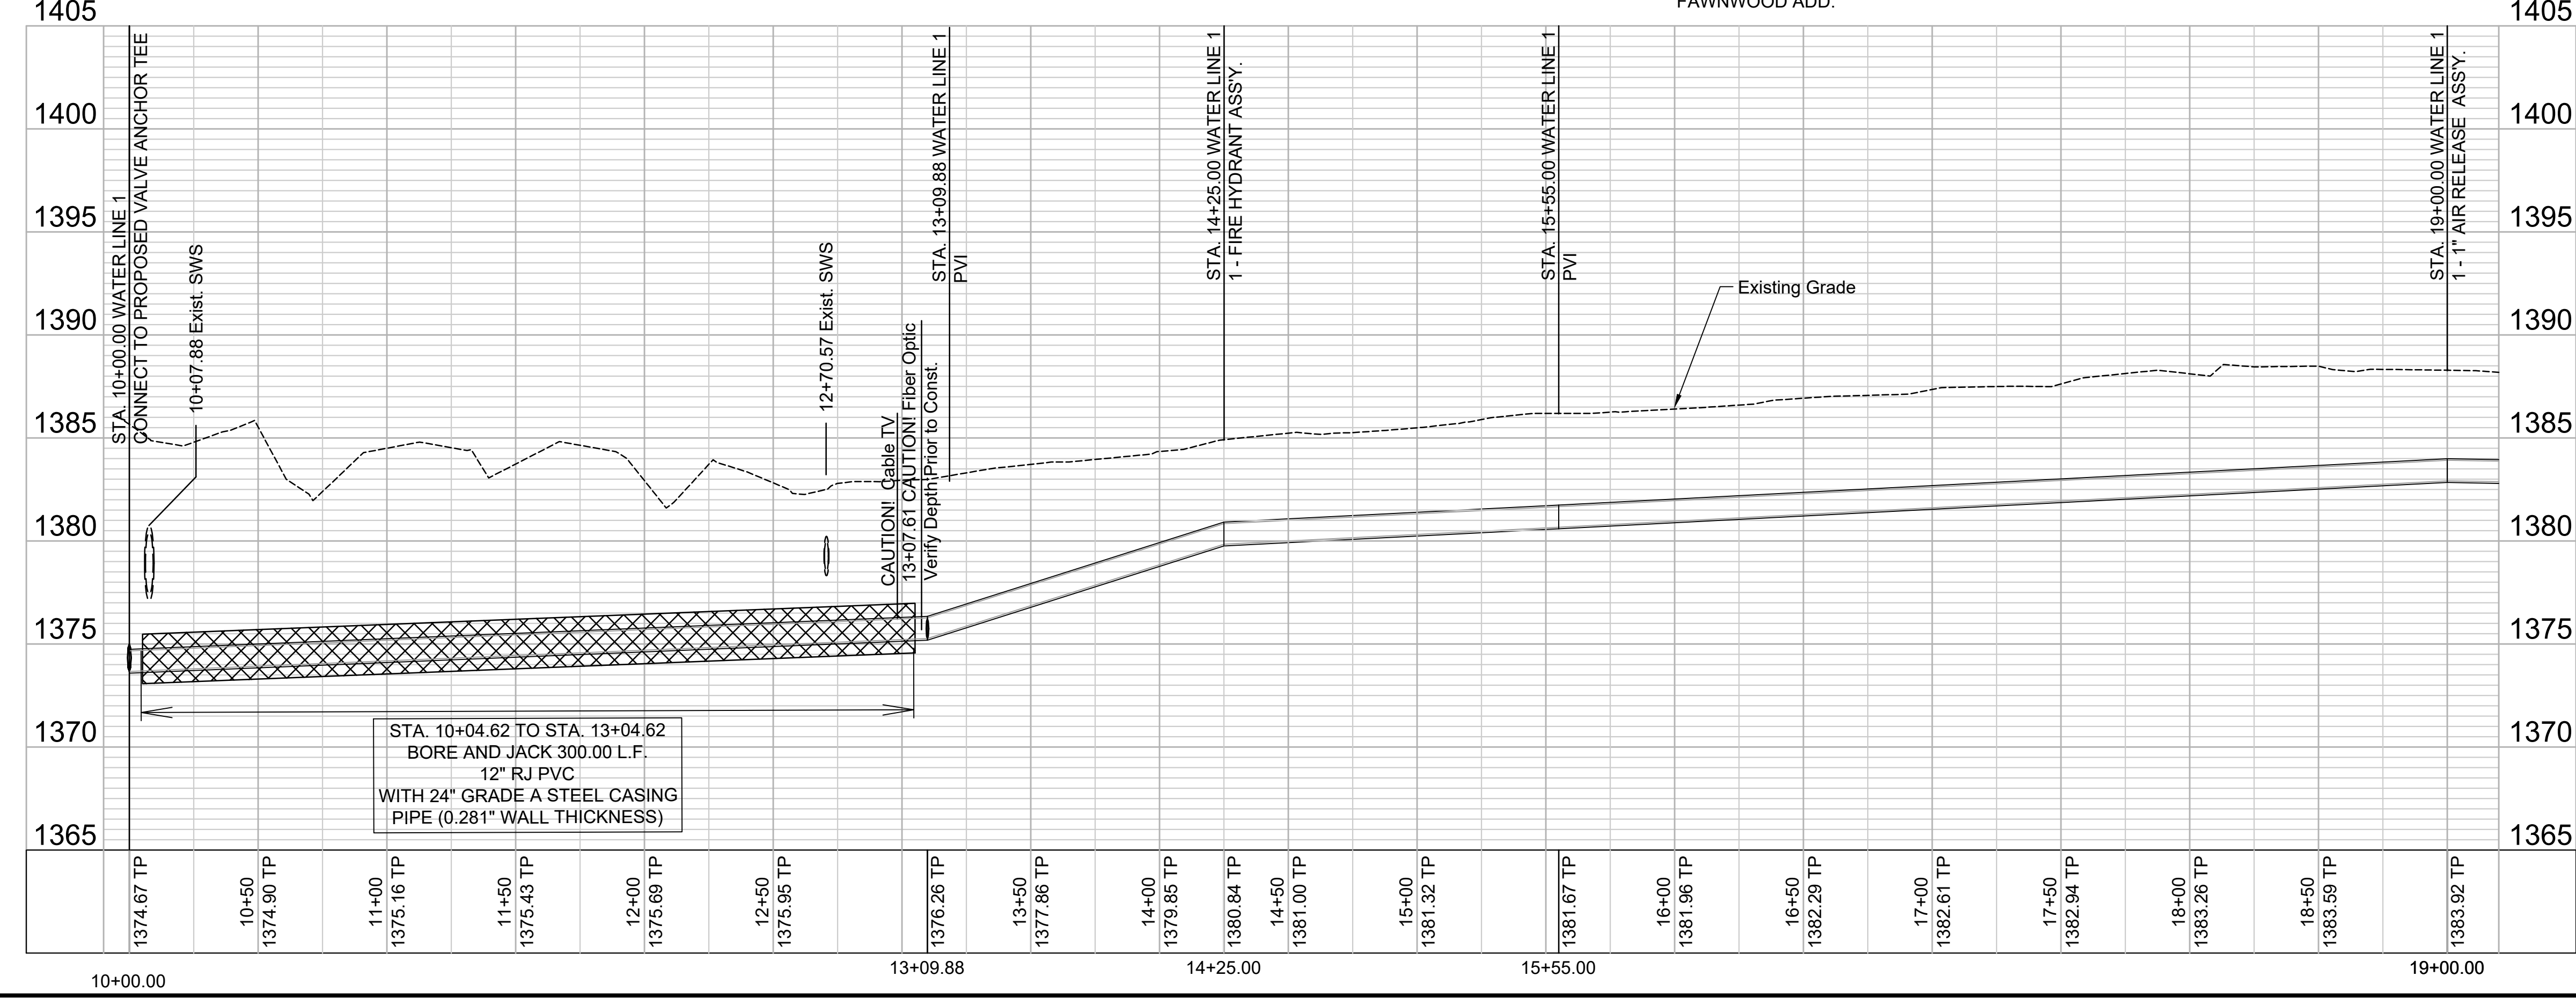 FAWNWOOD ADD.
1405
1400
1395
1390
1385
1380
1375
1370
1365
1405
1400
1395
1390
1385
1380
1375
1370
1365
STA. 10+00.00 WATER LINE 1
CONNECT TO PROPOSED VALVE ANCHOR TEE
10+07.88 Exist. SWS
12+70.57 Exist. SWS
CAUTION! Cable TV
13+07.61 CAUTION! Fiber Optic
Verify Depth Prior to Const.
STA. 13+09.88 WATER LINE 1
PVI
STA. 14+25.00 WATER LINE 1
1 - FIRE HYDRANT ASS'Y.
STA. 15+55.00 WATER LINE 1
PVI
Existing Grade
STA. 19+00.00 WATER LINE 1
1 - 1" AIR RELEASE ASS'Y.
STA. 10+04.62 TO STA. 13+04.62
BORE AND JACK 300.00 L.F.
12" RJ PVC
WITH 24" GRADE A STEEL CASING
PIPE (0.281" WALL THICKNESS)
1374.67 TP
10+50
1374.90 TP
11+00
1375.16 TP
11+50
1375.43 TP
12+00
1375.69 TP
12+50
1375.95 TP
1376.26 TP
13+50
1377.86 TP
14+00
1379.85 TP
1380.84 TP
14+50
1381.00 TP
15+00
1381.32 TP
1381.67 TP
16+00
1381.96 TP
16+50
1382.29 TP
17+00
1382.61 TP
17+50
1382.94 TP
18+00
1383.26 TP
18+50
1383.59 TP
1383.92 TP
10+00.00
13+09.88
14+25.00
15+55.00
19+00.00